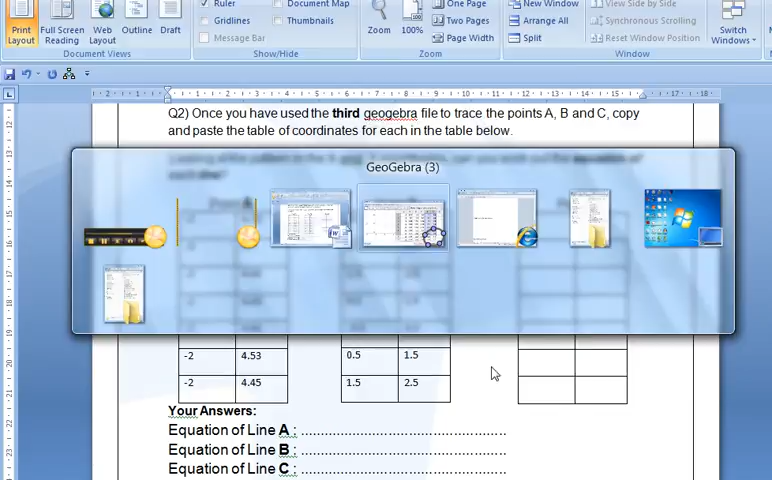 Ruler
Document Map
One Page
New Window
View Side by Side
Gridlines
Thumbnails
Two Pages
Arrange All
Synchronous Scrolling
Message Bar
Page Width
Split
Reset Window Position
Print Layout
Full Screen Reading
Web Layout
Outline
Draft
Zoom
100%
Switch Windows
Document Views
Show/Hide
Zoom
Window
Q2) Once you have used the third geogebra file to trace the points A, B and C, copy
and paste the table of coordinates for each in the table below.
GeoGebra (3)
-2 4.53 0.5 1.5
-2 4.45 1.5 2.5
Your Answers:
Equation of Line A : ......................................................
Equation of Line B : ......................................................
Equation of Line C : ......................................................